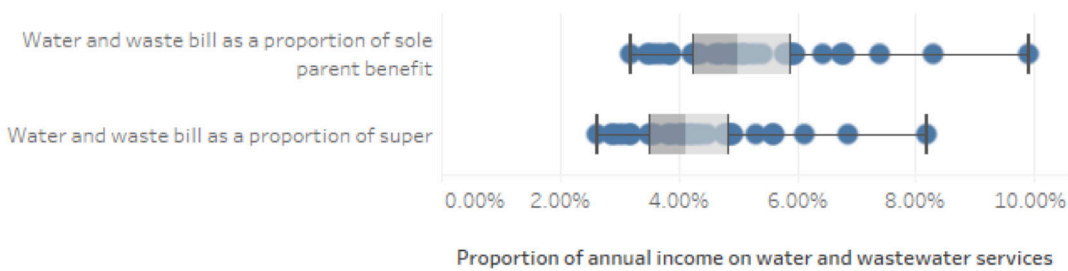 Water and waste bill as a proportion of sole
parent benefit
Water and waste bill as a proportion of super
0.00% 2.00% 4.00% 6.00% 8.00% 10.00%
Proportion of annual income on water and wastewater services